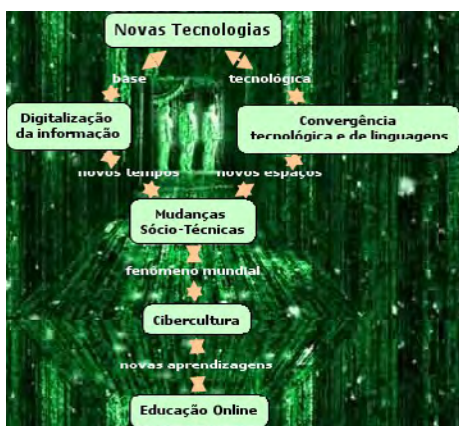 Novas Tecnologias
base
tecnológica
Digitalização
da informação
Convergência
tecnológica e de linguagens
novos tempos
novos espaços
Mudanças
Sócio-Técnicas
fenômeno mundial
Cibercultura
novas aprendizagens
Educação Online